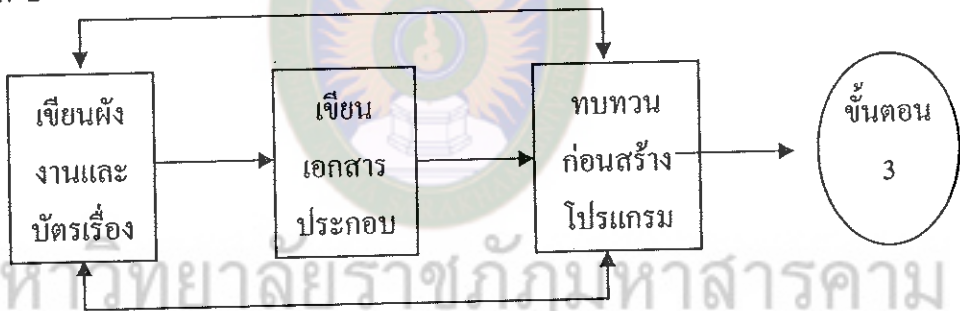 เขียนผัง
งานและ
บัตรเรื่อง
เขียน
เอกสาร
ประกอบ
ทบทวน
ก่อนสร้าง
โปรแกรม
ขั้นตอน
3
มหาวิทยาลัยราชภัฏมหาสารคาม